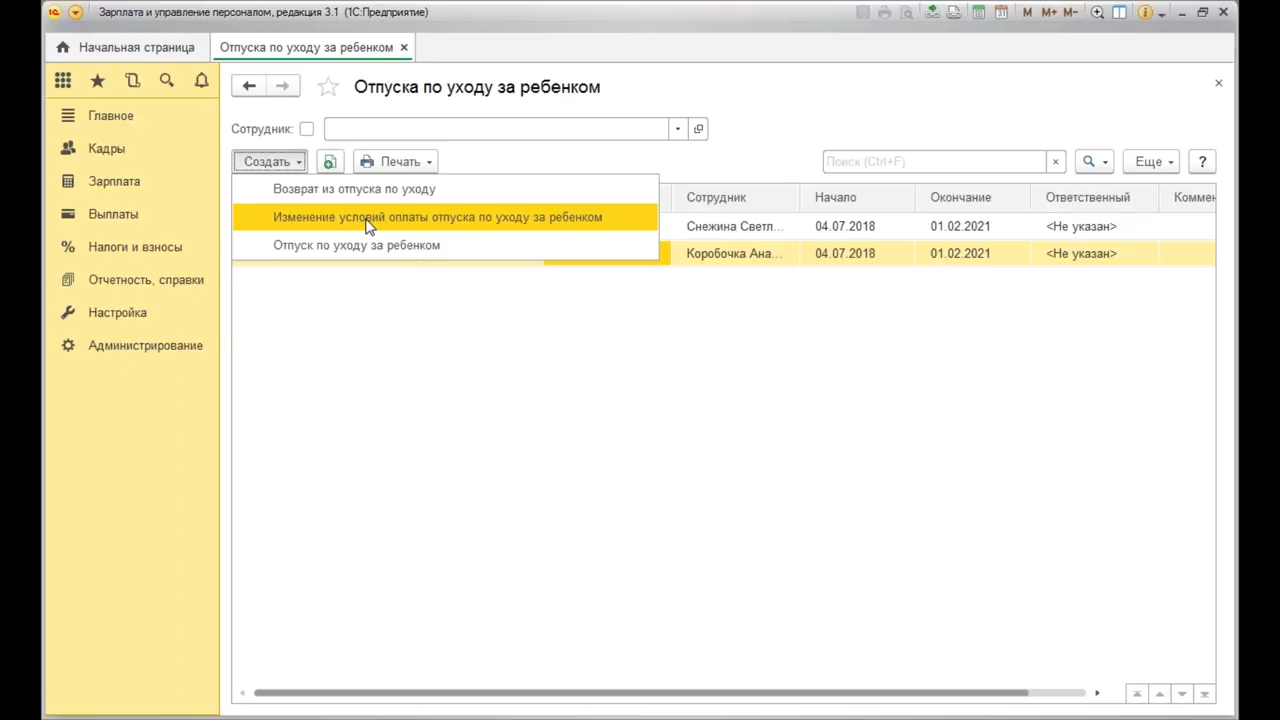 Зарплата и управление персоналом, редакция 3.1 (1С:Предприятие)
M M+ M-
Начальная страница
Отпуска по уходу за ребенком ×
Главное
Кадры
Зарплата
Выплаты
Налоги и взносы
Отчетность, справки
Настройка
Администрирование
Отпуска по уходу за ребенком
Сотрудник:
Создать Печать Поиск (Ctrl+F) × Еще ?
Возврат из отпуска по уходу
Изменение условий оплаты отпуска по уходу за ребенком
Отпуск по уходу за ребенком
Сотрудник Начало Окончание Ответственный Коммен
Снежина Светл... 04.07.2018 01.02.2021 <Не указан>
Коробочка Ана... 04.07.2018 01.02.2021 <Не указан>